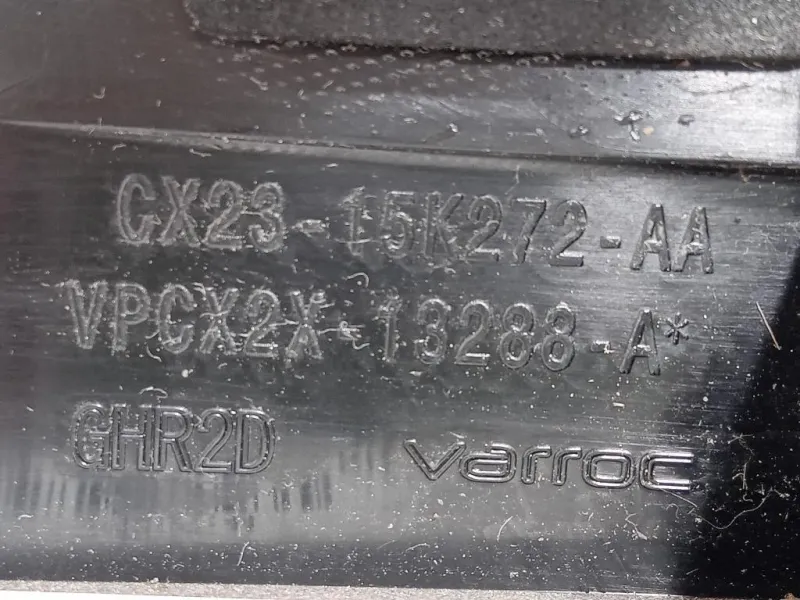 CX23-15K272-AA
VPCX2X-13288-A*
GHR2D
varroc